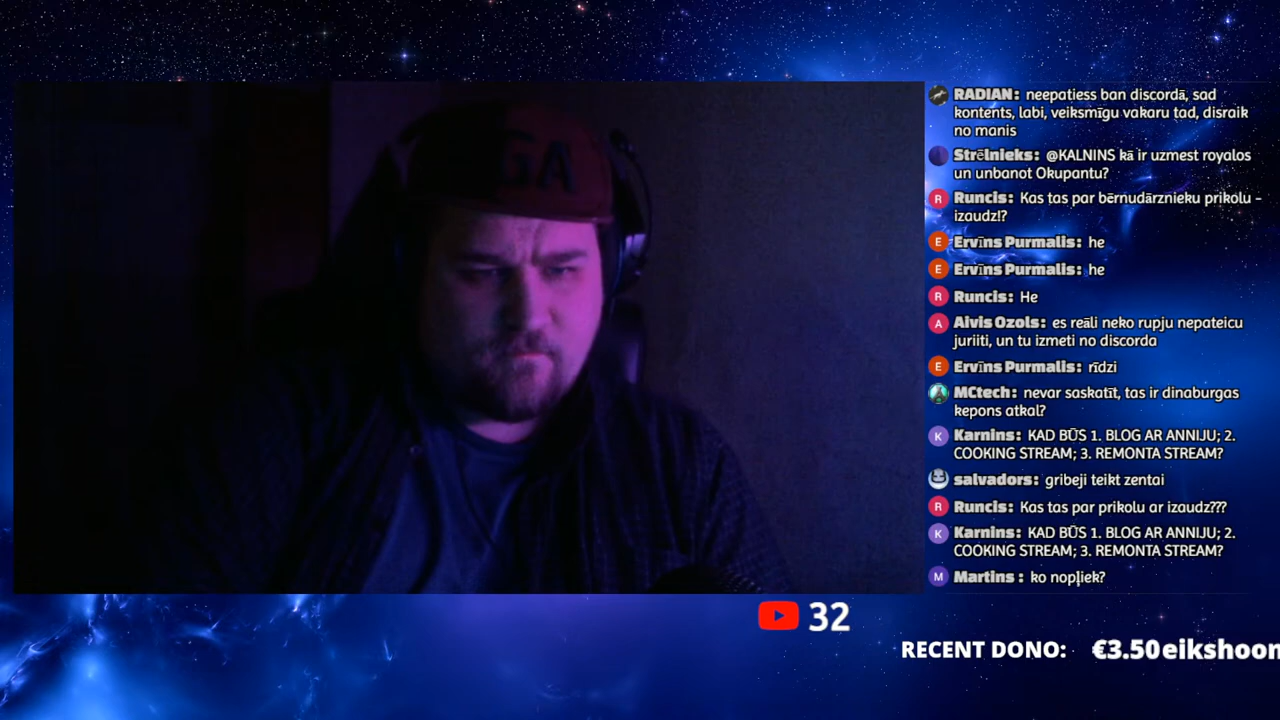 GA
RADIAN: neepatiess ban discordā, sad
kontents, labi, veiksmīgu vakaru tad, disraik
no manis
Strēlnieks: @KALNINS kā ir uzmest royalos
un unbanot Okupantu?
R
Runcis: Kas tas par bērnudārznieku prikolu -
izaudz!?
E
Ervīns Purmalis: he
E
Ervīns Purmalis: he
R
Runcis: He
A
Aivis Ozols: es reāli neko rupju nepateicu
juriiti, un tu izmeti no discorda
E
Ervīns Purmalis: rīdzi
MCtech: nevar saskatīt, tas ir dinaburgas
kepons atkal?
K
Karnins: KAD BŪS 1. BLOG AR ANNIJU; 2.
COOKING STREAM; 3. REMONTA STREAM?
salvadors: gribeji teikt zentai
R
Runcis: Kas tas par prikolu ar izaudz???
K
Karnins: KAD BŪS 1. BLOG AR ANNIJU; 2.
COOKING STREAM; 3. REMONTA STREAM?
M
Martins : ko nopļiek?
32
RECENT DONO: €3.50eikshoon